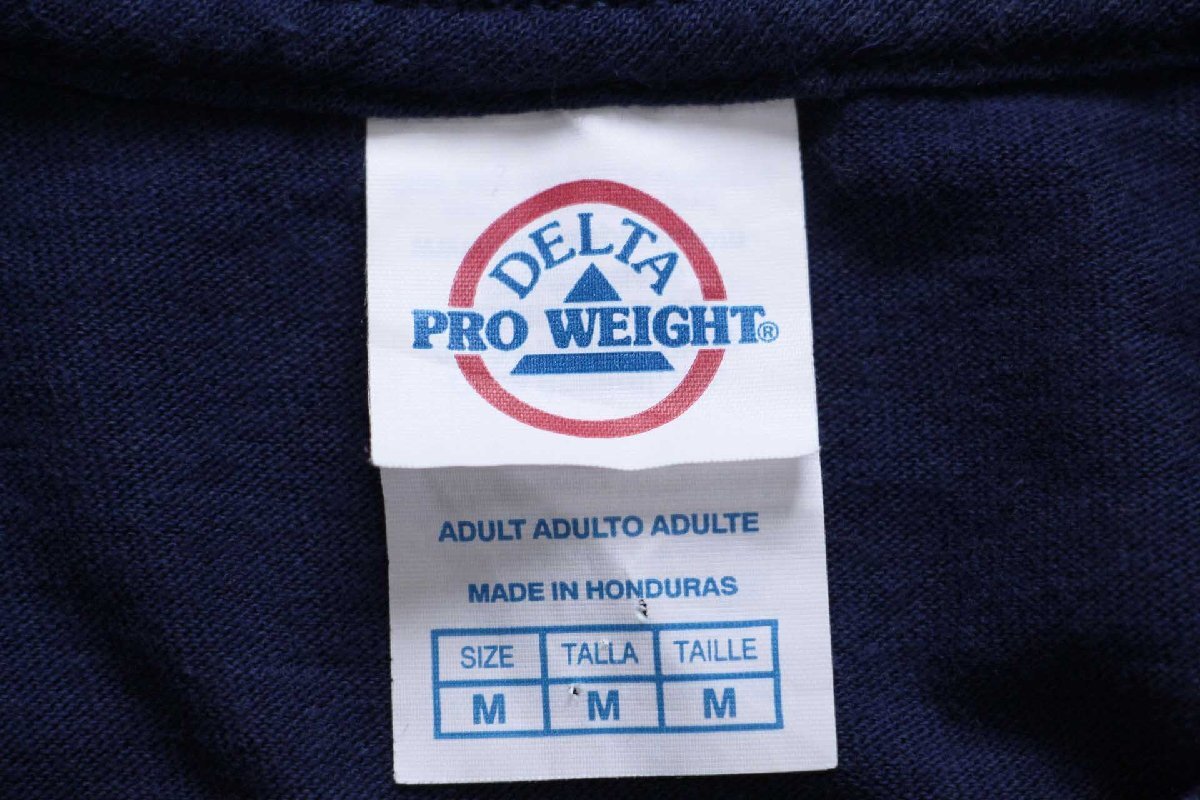 DELTA
PRO WEIGHT®
ADULT ADULTO ADULTE
MADE IN HONDURAS
SIZE TALLA TAILLE
M M M